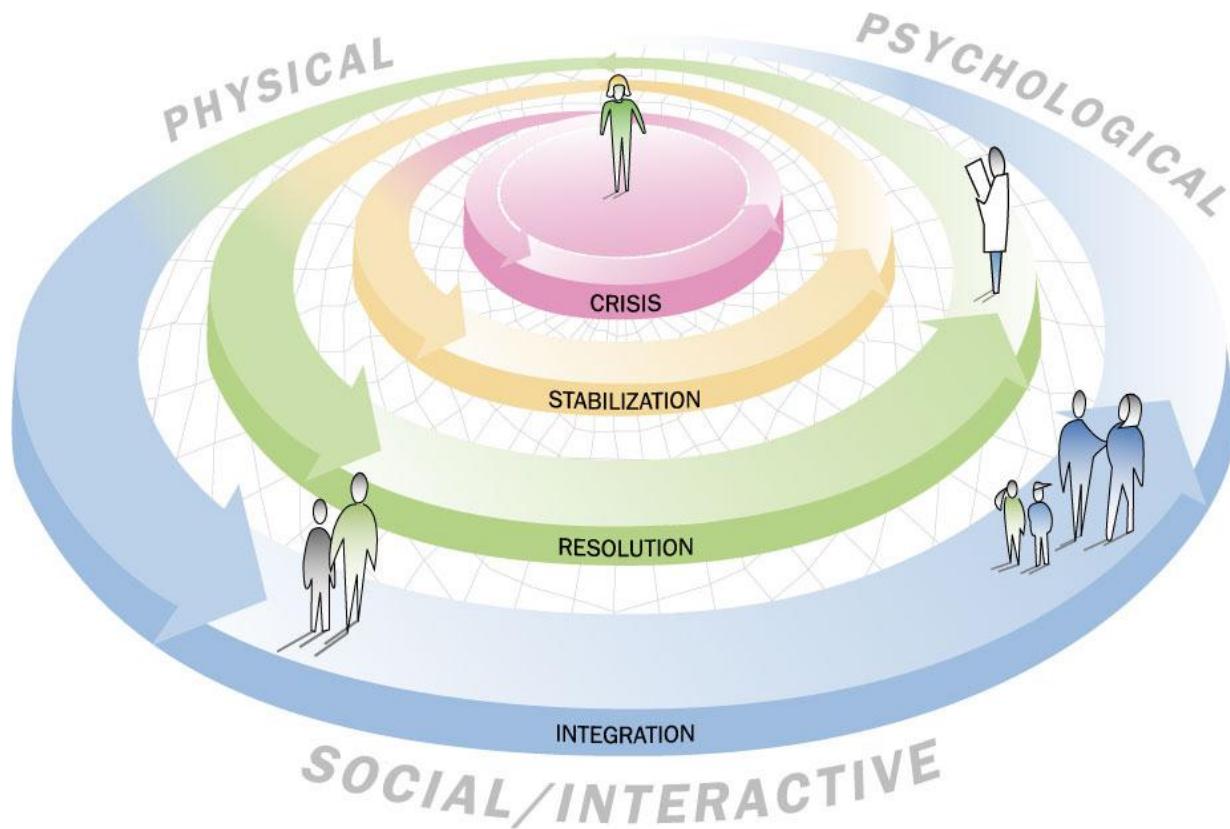 PHYSICAL
PSYCHOLOGICAL
CRISIS
STABILIZATION
RESOLUTION
INTEGRATION
SOCIAL/INTERACTIVE